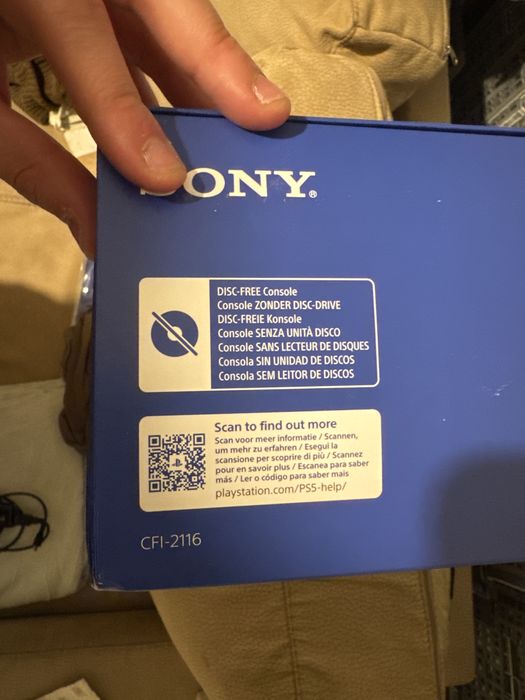 SONY®
DISC-FREE Console
Console ZONDER DISC-DRIVE
DISC-FREIE Konsole
Console SENZA UNITÀ DISCO
Console SANS LECTEUR DE DISQUES
Consola SIN UNIDAD DE DISCOS
Consola SEM LEITOR DE DISCOS
Scan to find out more
Scan voor meer informatie / Scannen,
um mehr zu erfahren / Esegui la
scansione per scoprire di più / Scannez
pour en savoir plus / Escanea para saber
más / Ler o código para saber mais
playstation.com/PS5-help/
CFI-2116